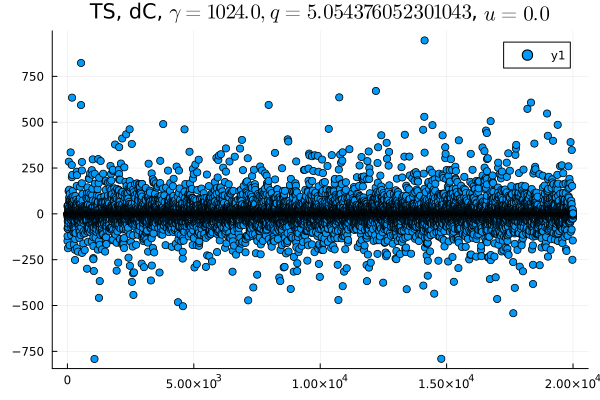 TS, dC, γ = 1024.0, q = 5.054376052301043, u = 0.0
y1
750
500
250
0
−250
−500
−750
0 5.00×10³ 1.00×10⁴ 1.50×10⁴ 2.00×10⁴